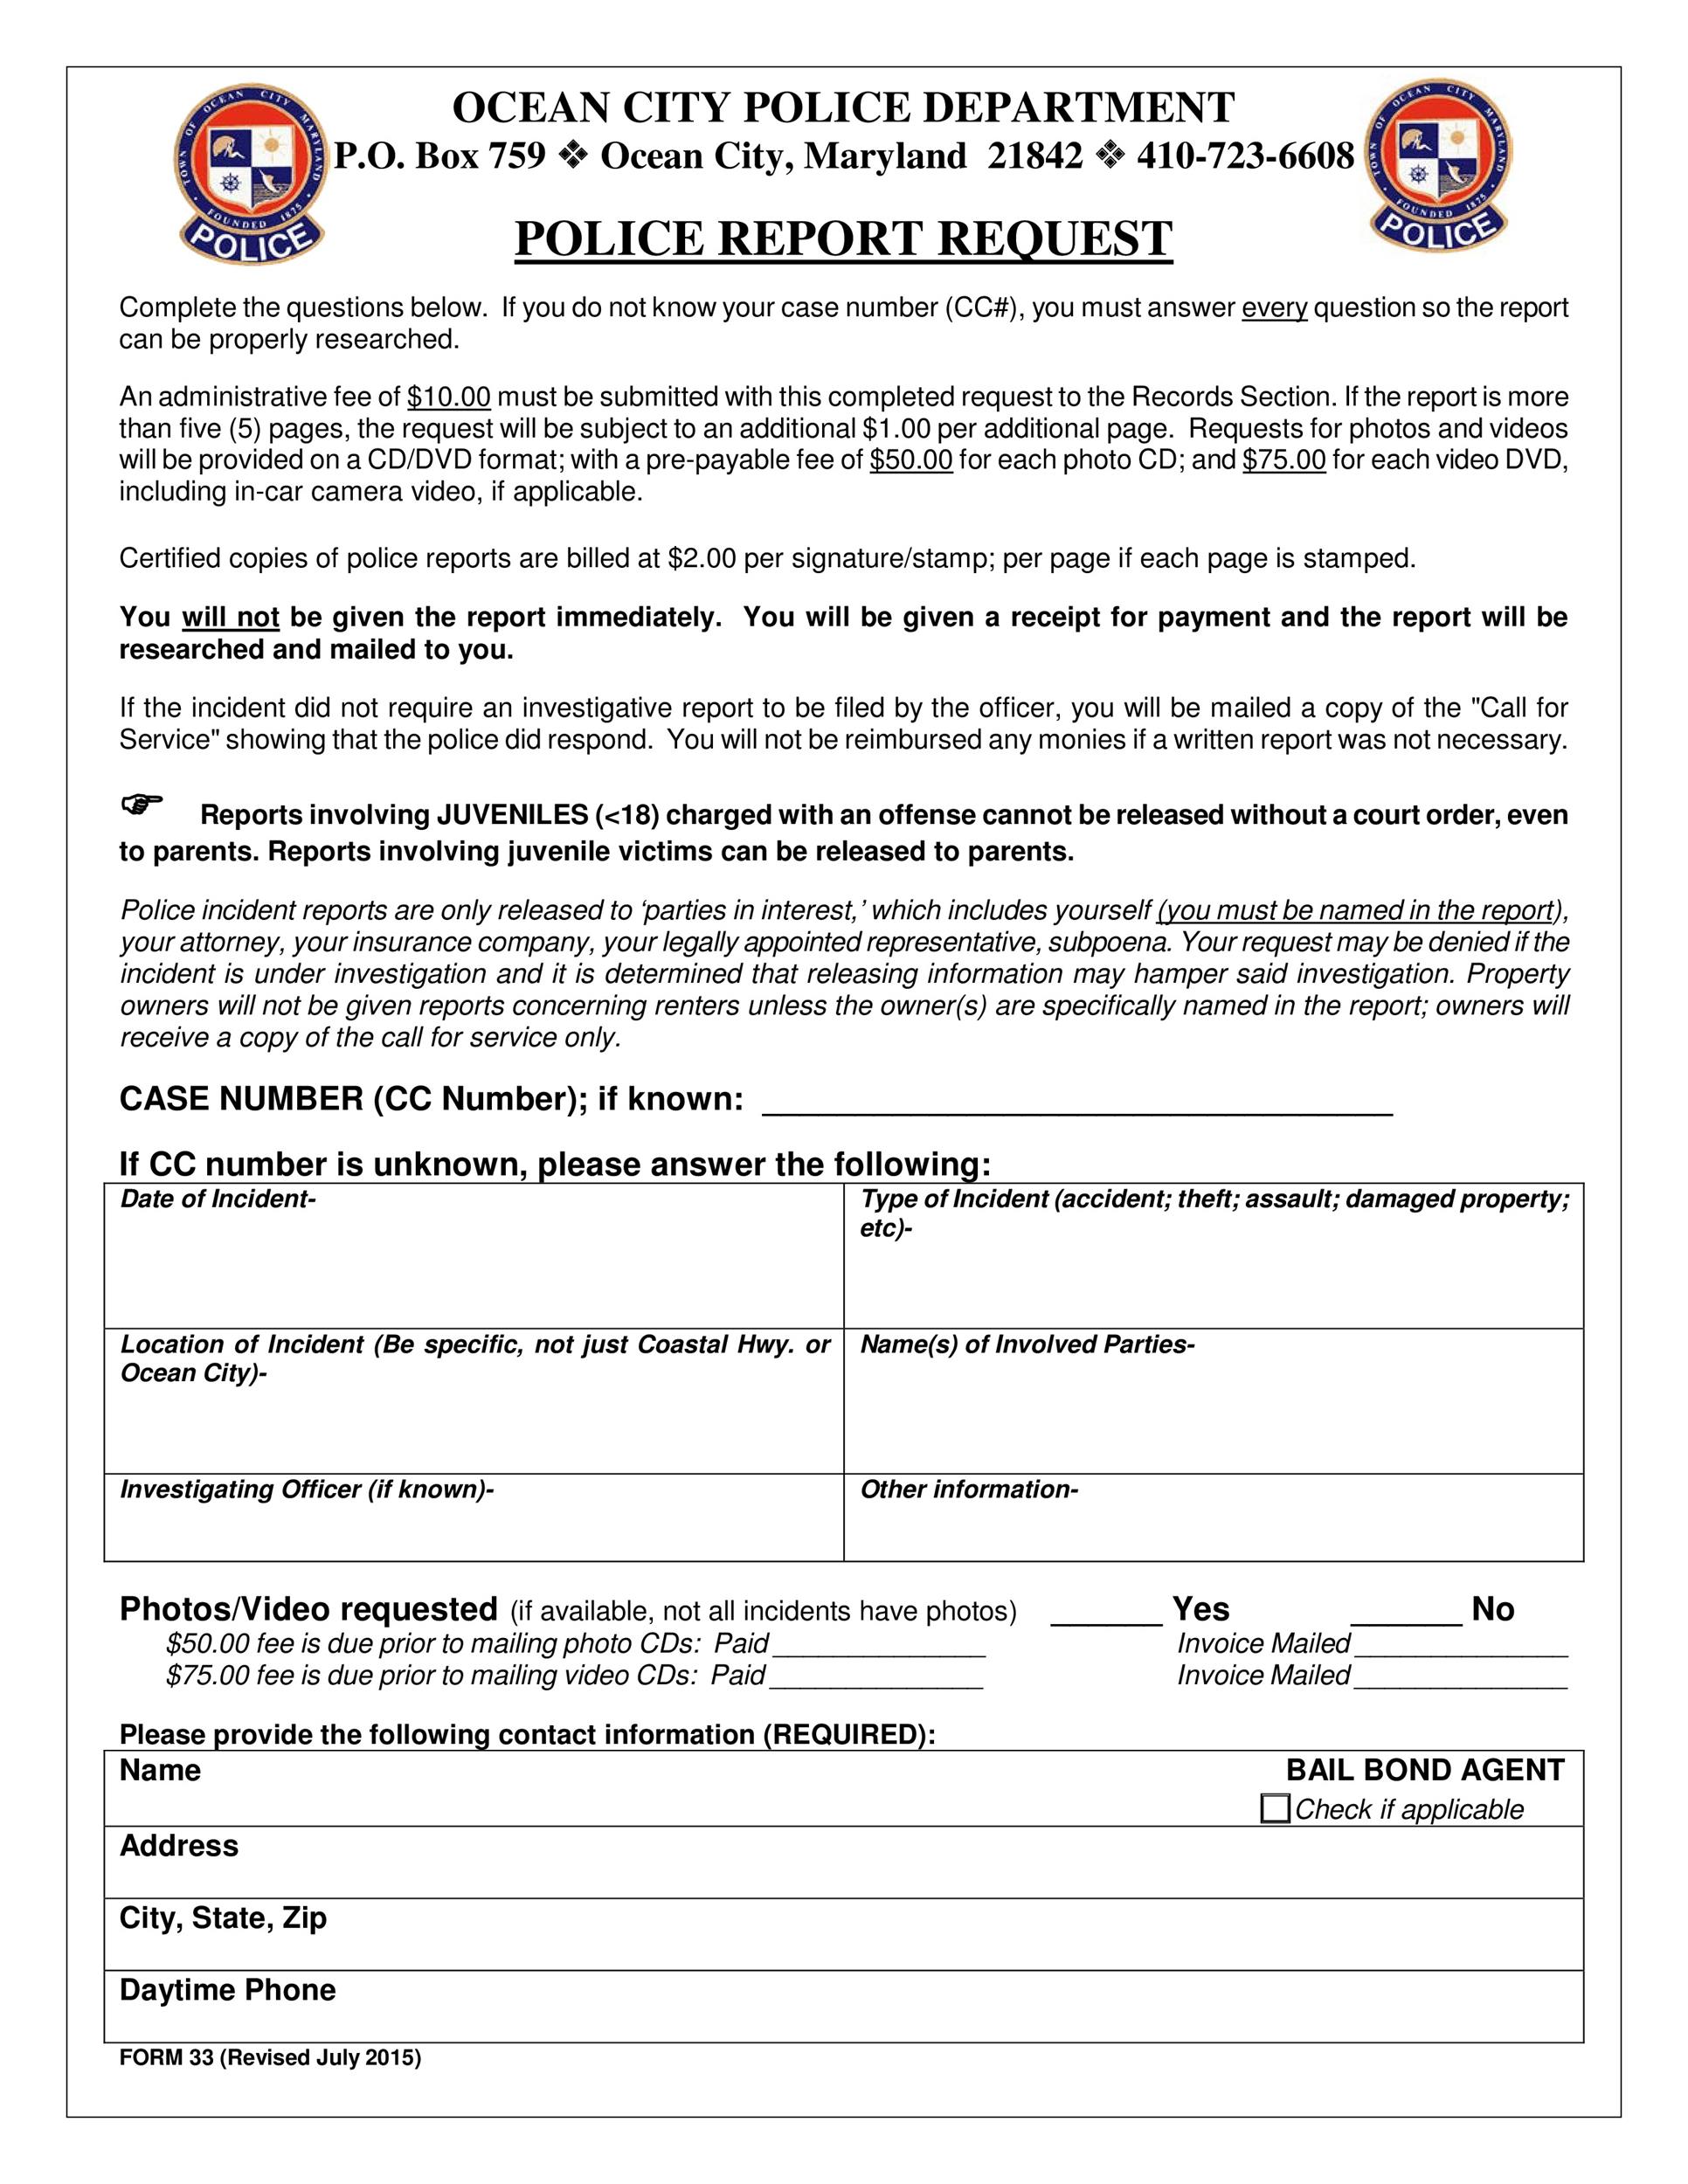 OCEAN CITY POLICE DEPARTMENT
P.O. Box 759 ❖ Ocean City, Maryland 21842 ❖ 410-723-6608
TOWN OF OCEAN CITY MARYLAND
FOUNDED 1875
POLICE
TOWN OF OCEAN CITY MARYLAND
FOUNDED 1875
POLICE
POLICE REPORT REQUEST
Complete the questions below. If you do not know your case number (CC#), you must answer every question so the report
can be properly researched.
An administrative fee of $10.00 must be submitted with this completed request to the Records Section. If the report is more
than five (5) pages, the request will be subject to an additional $1.00 per additional page. Requests for photos and videos
will be provided on a CD/DVD format; with a pre-payable fee of $50.00 for each photo CD; and $75.00 for each video DVD,
including in-car camera video, if applicable.
Certified copies of police reports are billed at $2.00 per signature/stamp; per page if each page is stamped.
You will not be given the report immediately. You will be given a receipt for payment and the report will be
researched and mailed to you.
If the incident did not require an investigative report to be filed by the officer, you will be mailed a copy of the "Call for
Service" showing that the police did respond. You will not be reimbursed any monies if a written report was not necessary.
☞ Reports involving JUVENILES (<18) charged with an offense cannot be released without a court order, even
to parents. Reports involving juvenile victims can be released to parents.
Police incident reports are only released to ‘parties in interest,’ which includes yourself (you must be named in the report),
your attorney, your insurance company, your legally appointed representative, subpoena. Your request may be denied if the
incident is under investigation and it is determined that releasing information may hamper said investigation. Property
owners will not be given reports concerning renters unless the owner(s) are specifically named in the report; owners will
receive a copy of the call for service only.
CASE NUMBER (CC Number); if known: ____________________
If CC number is unknown, please answer the following:
Date of Incident-
Type of Incident (accident; theft; assault; damaged property;
etc)-
Location of Incident (Be specific, not just Coastal Hwy. or
Ocean City)-
Name(s) of Involved Parties-
Investigating Officer (if known)-
Other information-
Photos/Video requested (if available, not all incidents have photos) ______ Yes ______ No
$50.00 fee is due prior to mailing photo CDs: Paid ______________ Invoice Mailed ______________
$75.00 fee is due prior to mailing video CDs: Paid ______________ Invoice Mailed ______________
Please provide the following contact information (REQUIRED):
Name
BAIL BOND AGENT
☐ Check if applicable
Address
City, State, Zip
Daytime Phone
FORM 33 (Revised July 2015)